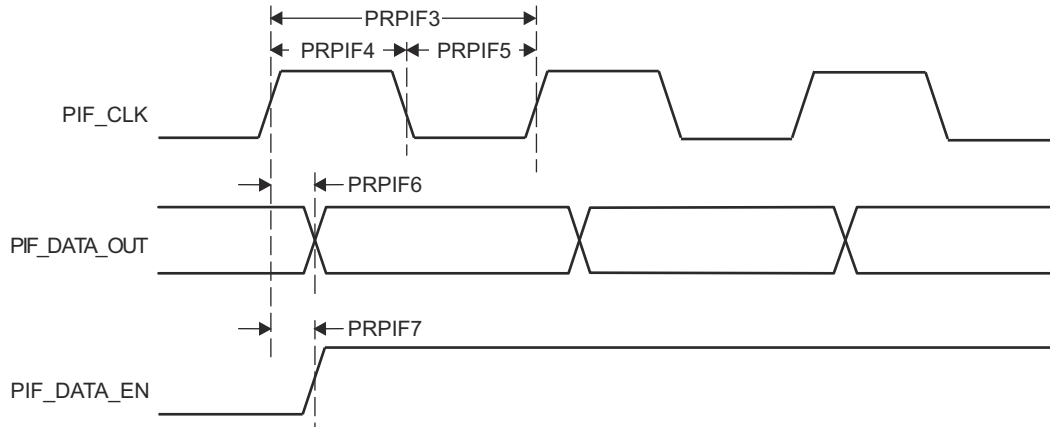 PRPIF3
PRPIF4 PRPIF5
PIF_CLK
PRPIF6
PIF_DATA_OUT
PRPIF7
PIF_DATA_EN